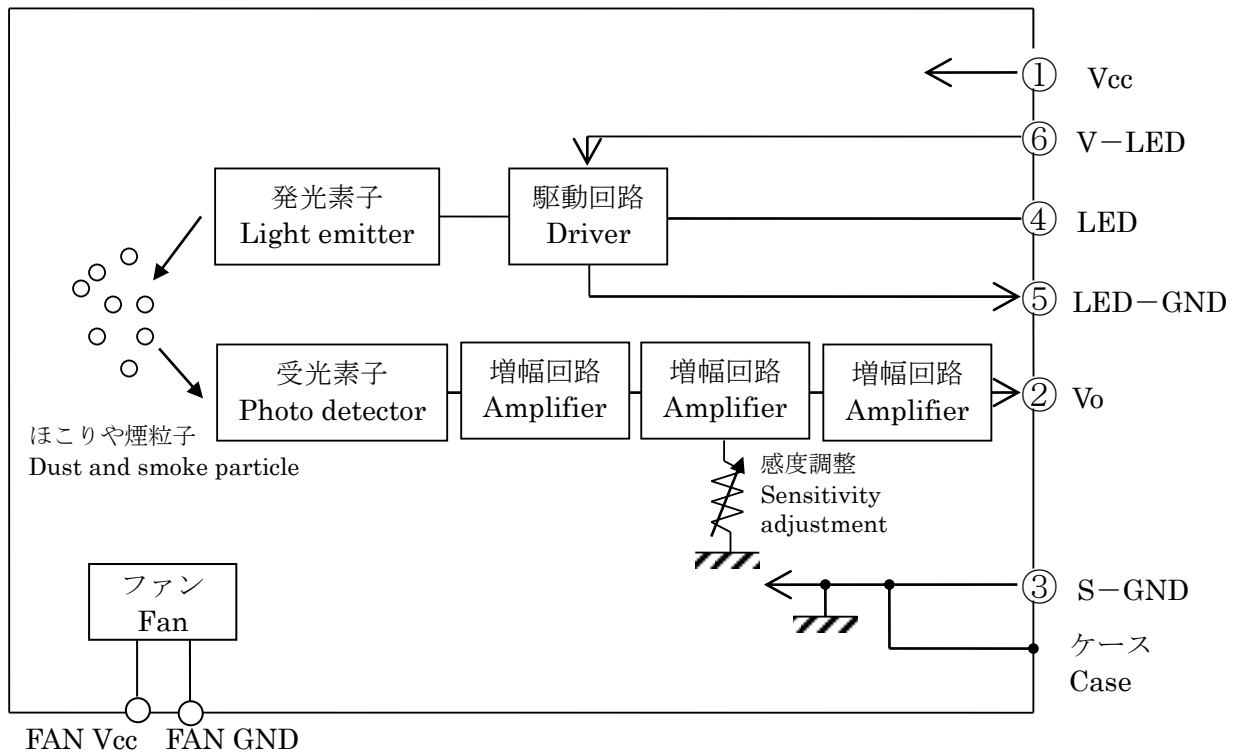 ① Vcc
⑥ V－LED
発光素子
Light emitter
駆動回路
Driver
④ LED
⑤ LED－GND
受光素子
Photo detector
増幅回路
Amplifier
増幅回路
Amplifier
増幅回路
Amplifier
② Vo
ほこりや煙粒子
Dust and smoke particle
感度調整
Sensitivity
adjustment
ファン
Fan
③ S－GND
ケース
Case
FAN Vcc
FAN GND